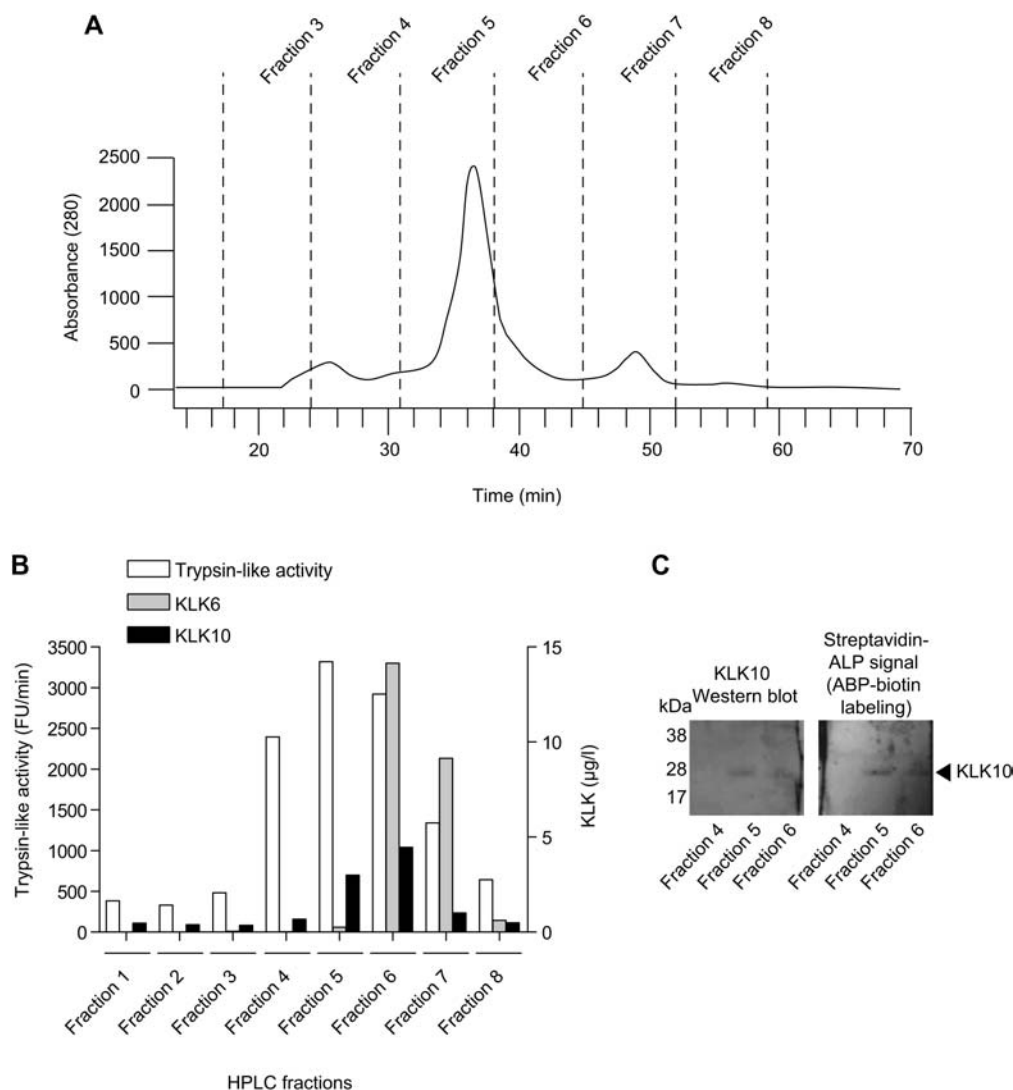 A
Fraction 3
Fraction 4
Fraction 5
Fraction 6
Fraction 7
Fraction 8
Absorbance (280)
2500
2000
1500
1000
500
0
20
30
40
50
60
70
Time (min)
B
Trypsin-like activity
KLK6
KLK10
Trypsin-like activity (FU/min)
3500
3000
2500
2000
1500
1000
500
0
KLK (µg/l)
15
10
5
0
Fraction 1
Fraction 2
Fraction 3
Fraction 4
Fraction 5
Fraction 6
Fraction 7
Fraction 8
HPLC fractions
C
KLK10
Western blot
Streptavidin-
ALP signal
(ABP-biotin
labeling)
kDa
38
28
17
KLK10
Fraction 4
Fraction 5
Fraction 6
Fraction 4
Fraction 5
Fraction 6